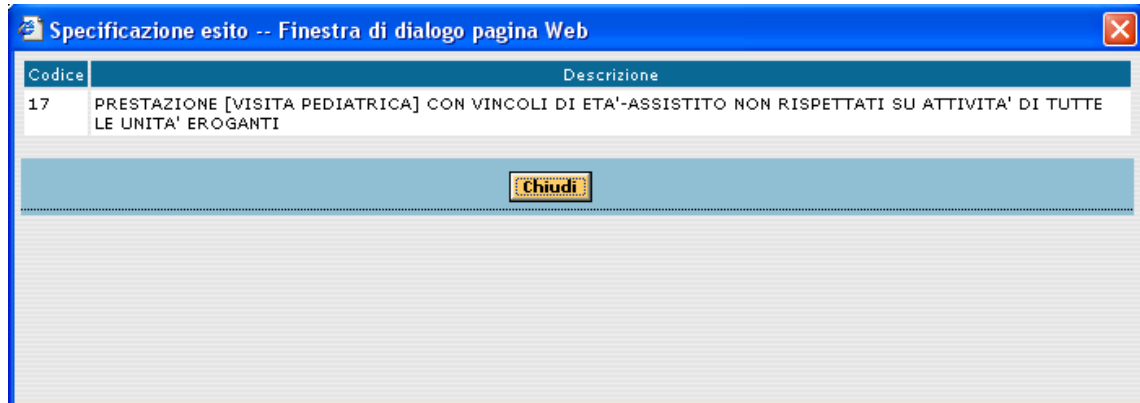 Specificazione esito -- Finestra di dialogo pagina Web
Codice Descrizione
17 PRESTAZIONE [VISITA PEDIATRICA] CON VINCOLI DI ETA'-ASSISTITO NON RISPETTATI SU ATTIVITA' DI TUTTE
LE UNITA' EROGANTI
Chiudi